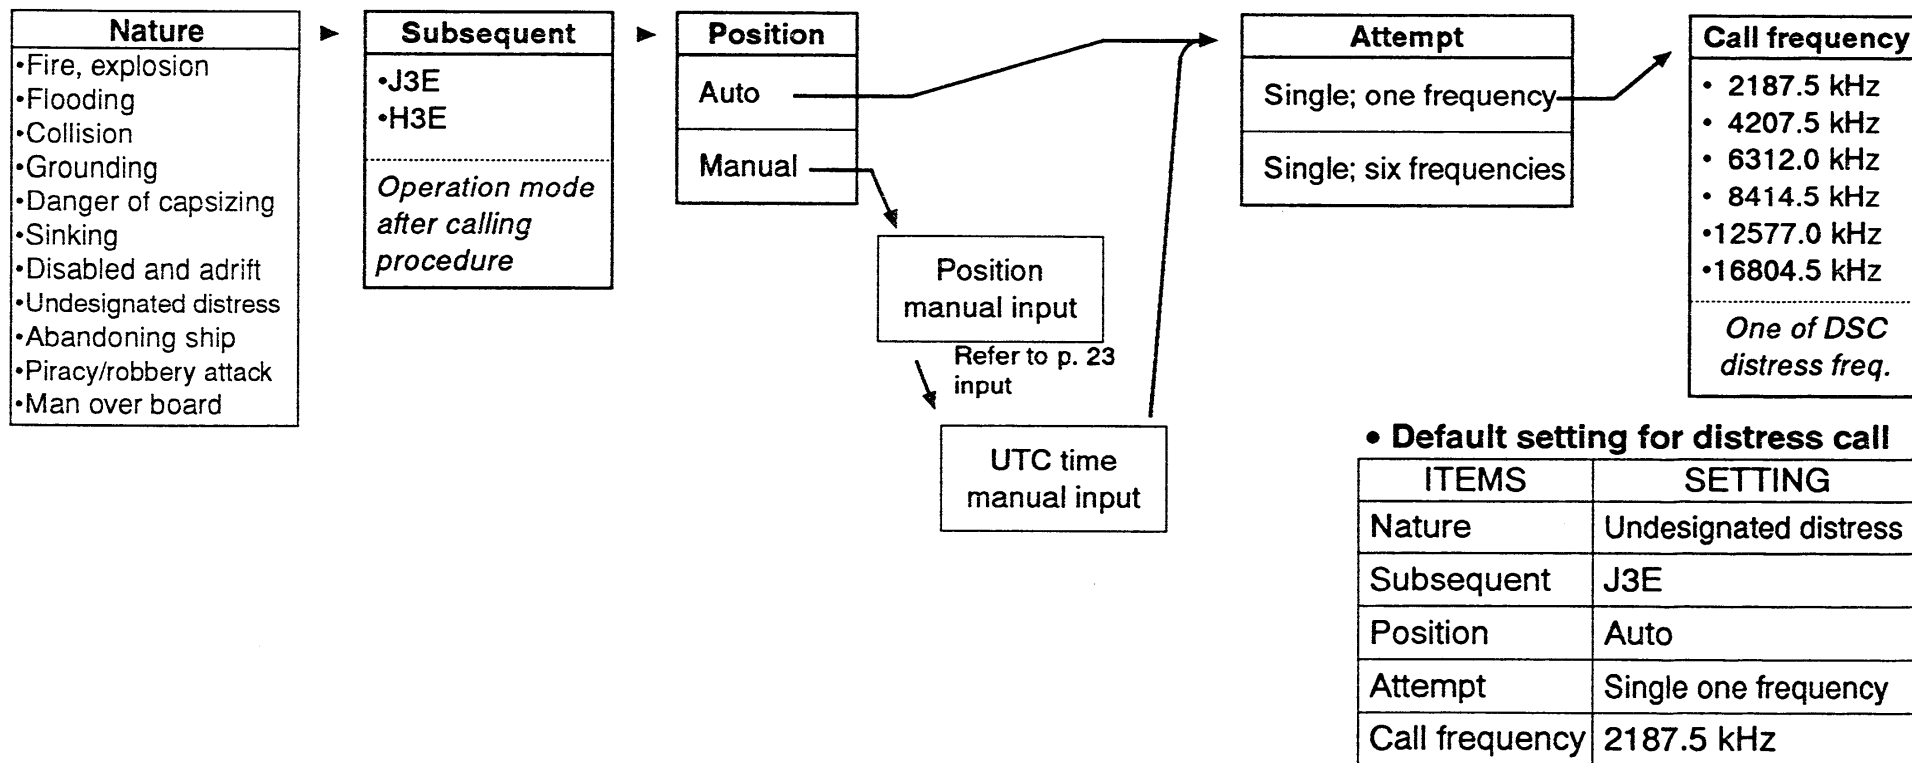 Nature
•Fire, explosion
•Flooding
•Collision
•Grounding
•Danger of capsizing
•Sinking
•Disabled and adrift
•Undesignated distress
•Abandoning ship
•Piracy/robbery attack
•Man over board
Subsequent
•J3E
•H3E
Operation mode
after calling
procedure
Position
Auto
Manual
Position
manual input
Refer to p. 23
input
UTC time
manual input
Attempt
Single; one frequency
Single; six frequencies
Call frequency
• 2187.5 kHz
• 4207.5 kHz
• 6312.0 kHz
• 8414.5 kHz
•12577.0 kHz
•16804.5 kHz
One of DSC
distress freq.
• Default setting for distress call
ITEMS SETTING
Nature Undesignated distress
Subsequent J3E
Position Auto
Attempt Single one frequency
Call frequency 2187.5 kHz